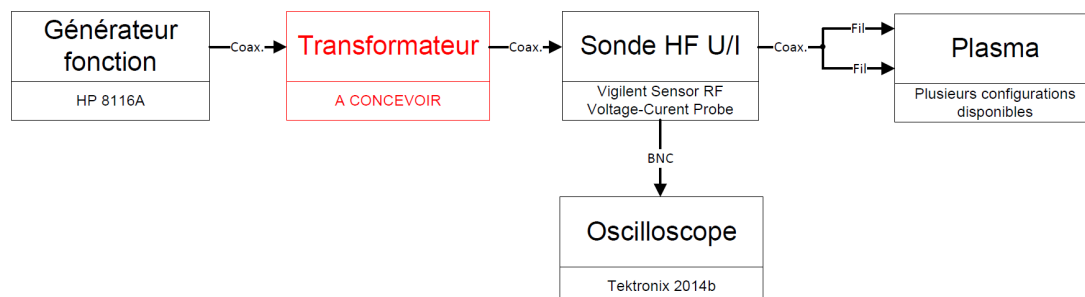 Générateur
fonction
HP 8116A
Coax.
Transformateur
A CONCEVOIR
Coax.
Sonde HF U/I
Vigilent Sensor RF
Voltage-Curent Probe
Coax.
Fil
Fil
Plasma
Plusieurs configurations
disponibles
BNC
Oscilloscope
Tektronix 2014b